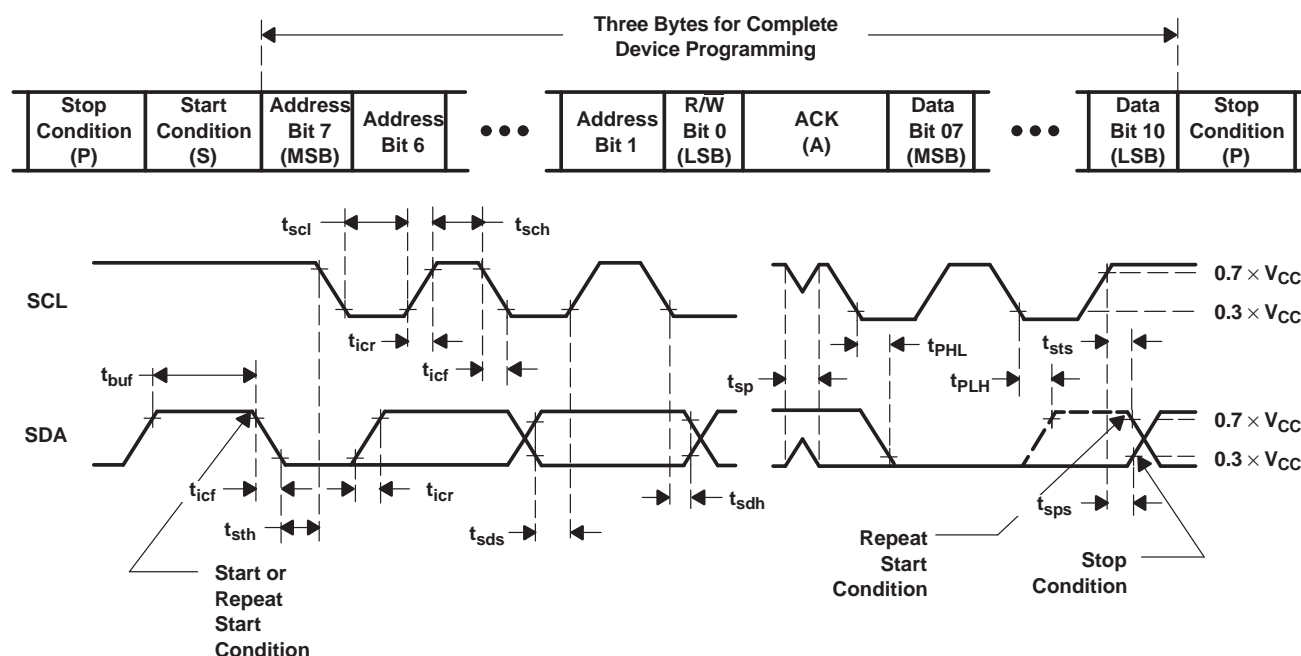 Three Bytes for Complete
Device Programming
Stop
Condition
(P)
Start
Condition
(S)
Address
Bit 7
(MSB)
Address
Bit 6
•••
Address
Bit 1
R/W
Bit 0
(LSB)
ACK
(A)
Data
Bit 07
(MSB)
•••
Data
Bit 10
(LSB)
Stop
Condition
(P)
tscl
tsch
SCL
0.7 × VCC
0.3 × VCC
ticr
ticf
tPHL
tPLH
tsts
tbuf
tsp
SDA
0.7 × VCC
0.3 × VCC
ticf
ticr
tsth
tsds
tsdh
tsps
Start or
Repeat
Start
Condition
Repeat
Start
Condition
Stop
Condition